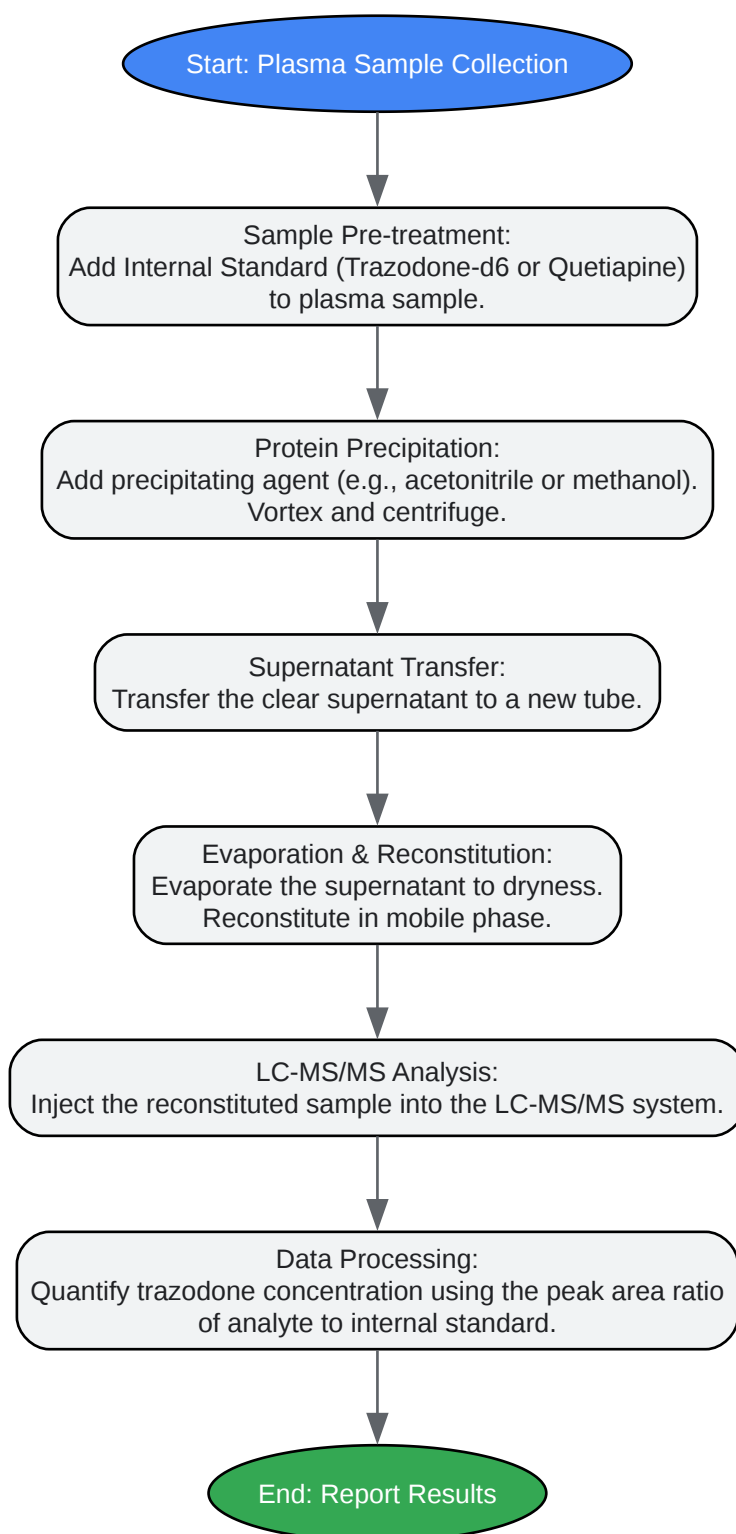 Start: Plasma Sample Collection
Sample Pre-treatment:
Add Internal Standard (Trazodone-d6 or Quetiapine)
to plasma sample.
Protein Precipitation:
Add precipitating agent (e.g., acetonitrile or methanol).
Vortex and centrifuge.
Supernatant Transfer:
Transfer the clear supernatant to a new tube.
Evaporation & Reconstitution:
Evaporate the supernatant to dryness.
Reconstitute in mobile phase.
LC-MS/MS Analysis:
Inject the reconstituted sample into the LC-MS/MS system.
Data Processing:
Quantify trazodone concentration using the peak area ratio
of analyte to internal standard.
End: Report Results